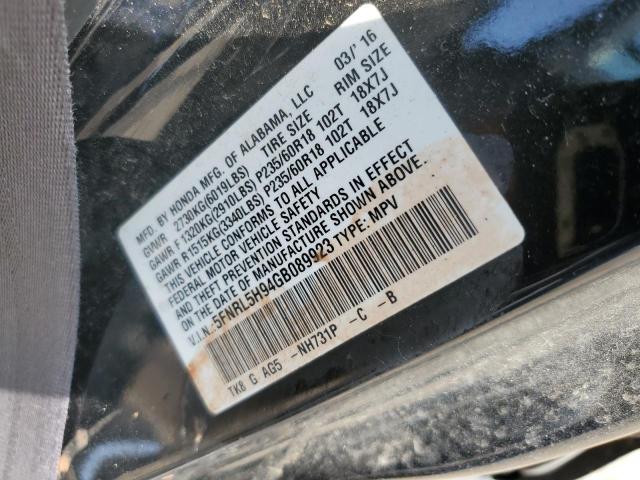 MFD. BY HONDA MFG. OF ALABAMA, LLC 03/'16
GVWR 2730KG(6019LBS) TIRE SIZE RIM SIZE
GAWR F 1320KG(2910LBS) P235/60R18 102T 18X7J
GAWR R 1515KG(3340LBS) P235/60R18 102T 18X7J
THIS VEHICLE CONFORMS TO ALL APPLICABLE
FEDERAL MOTOR VEHICLE SAFETY
AND THEFT PREVENTION STANDARDS IN EFFECT
ON THE DATE OF MANUFACTURE SHOWN ABOVE.
V.I.N.:5FNRL5H94GB089923 TYPE: MPV
TK8 G AG5 -NH731P -C -B